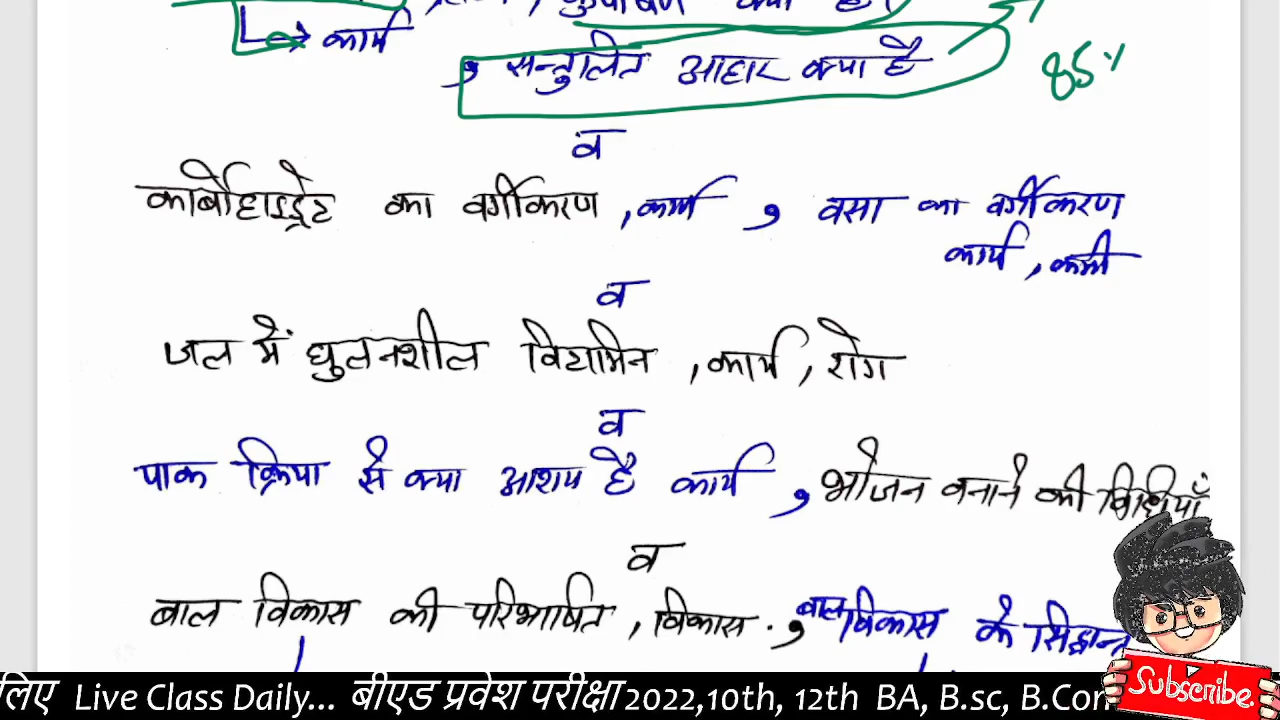 कुपोषण क्या है?
→ कार्य
, सन्तुलित आहार क्या है
85%
व
कार्बोहाइड्रेट का वर्गीकरण, कार्य , वसा का वर्गीकरण
कार्य, कमी
व
जल में घुलनशील विटामिन, कार्य, रोग
व
पाक क्रिया से क्या आशय है कार्य , भोजन बनाने की विधियाँ
व
बाल विकास की परिभाषित, विकास. , बाल विकास के सिद्धान्त
लिए Live Class Daily... बीएड प्रवेश परीक्षा 2022,10th, 12th BA, B.sc, B.Com
Subscribe.